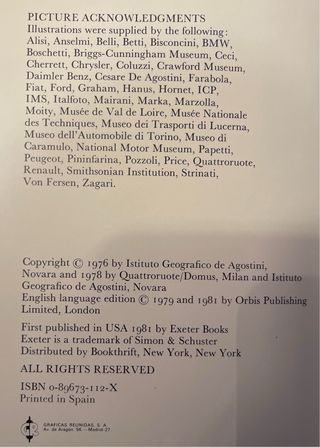 PICTURE ACKNOWLEDGMENTS
Illustrations were supplied by the following:
Alisi, Anselmi, Belli, Betti, Bisconcini, BMW,
Boschetti, Briggs-Cunningham Museum, Ceci,
Cherrett, Chrysler, Coluzzi, Crawford Museum,
Daimler Benz, Cesare De Agostini, Farabola,
Fiat, Ford, Graham, Hanus, Hornet, ICP,
IMS, Italfoto, Mairani, Marka, Marzolla,
Moity, Musée de Val de Loire, Musée Nationale
des Techniques, Museo dei Trasporti di Lucerna,
Museo dell'Automobile di Torino, Museo di
Caramulo, National Motor Museum, Papetti,
Peugeot, Pininfarina, Pozzoli, Price, Quattroruote,
Renault, Smithsonian Institution, Strinati,
Von Fersen, Zagari.
Copyright © 1976 by Istituto Geografico de Agostini,
Novara and 1978 by Quattroruote/Domus, Milan and Istituto
Geografico de Agostini, Novara
English language edition © 1979 and 1981 by Orbis Publishing
Limited, London
First published in USA 1981 by Exeter Books
Exeter is a trademark of Simon & Schuster
Distributed by Bookthrift, New York, New York
ALL RIGHTS RESERVED
ISBN 0-89673-112-X
Printed in Spain
GRAFICAS REUNIDAS, S. A.
Av. de Aragón, 56 - Madrid-27